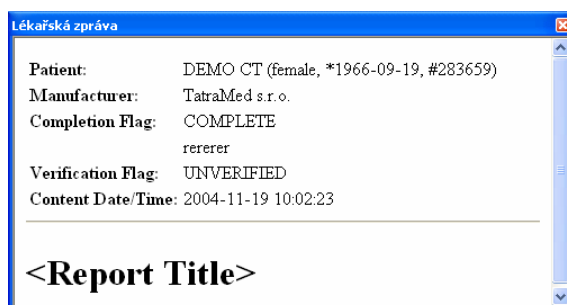 Lékařská zpráva
Patient: DEMO CT (female, *1966-09-19, #283659)
Manufacturer: TatraMed s.r.o.
Completion Flag: COMPLETE
rererer
Verification Flag: UNVERIFIED
Content Date/Time: 2004-11-19 10:02:23
<Report Title>